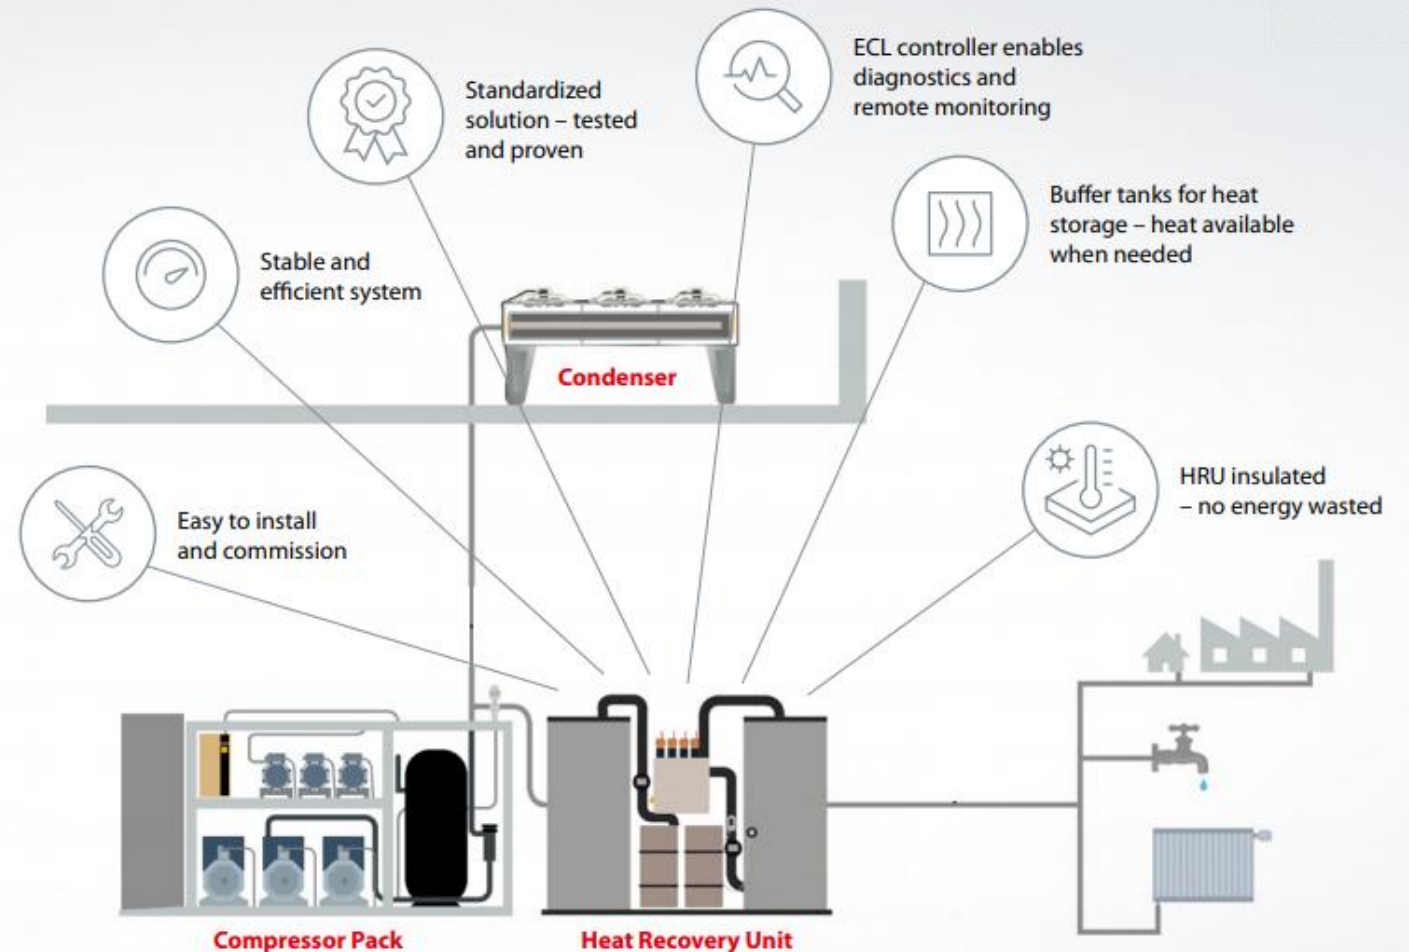 ECL controller enables
diagnostics and
remote monitoring
Standardized
solution – tested
and proven
Buffer tanks for heat
storage – heat available
when needed
Stable and
efficient system
Condenser
HRU insulated
– no energy wasted
Easy to install
and commission
Compressor Pack
Heat Recovery Unit